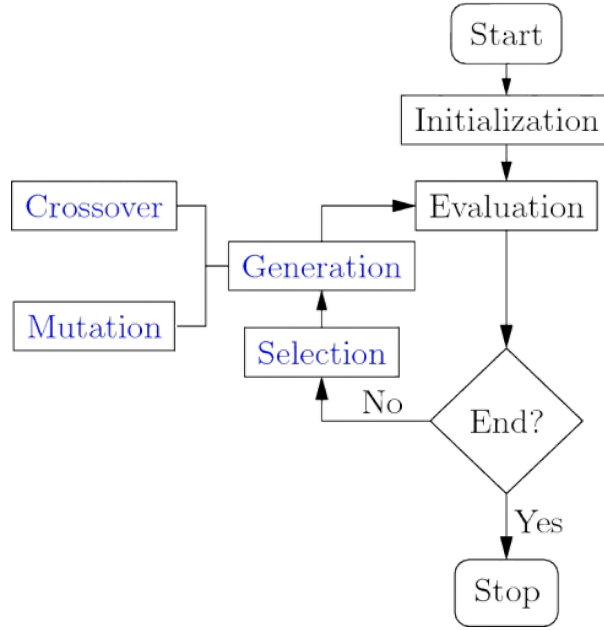 Start
Initialization
Crossover
Evaluation
Generation
Mutation
Selection
No
End?
Yes
Stop